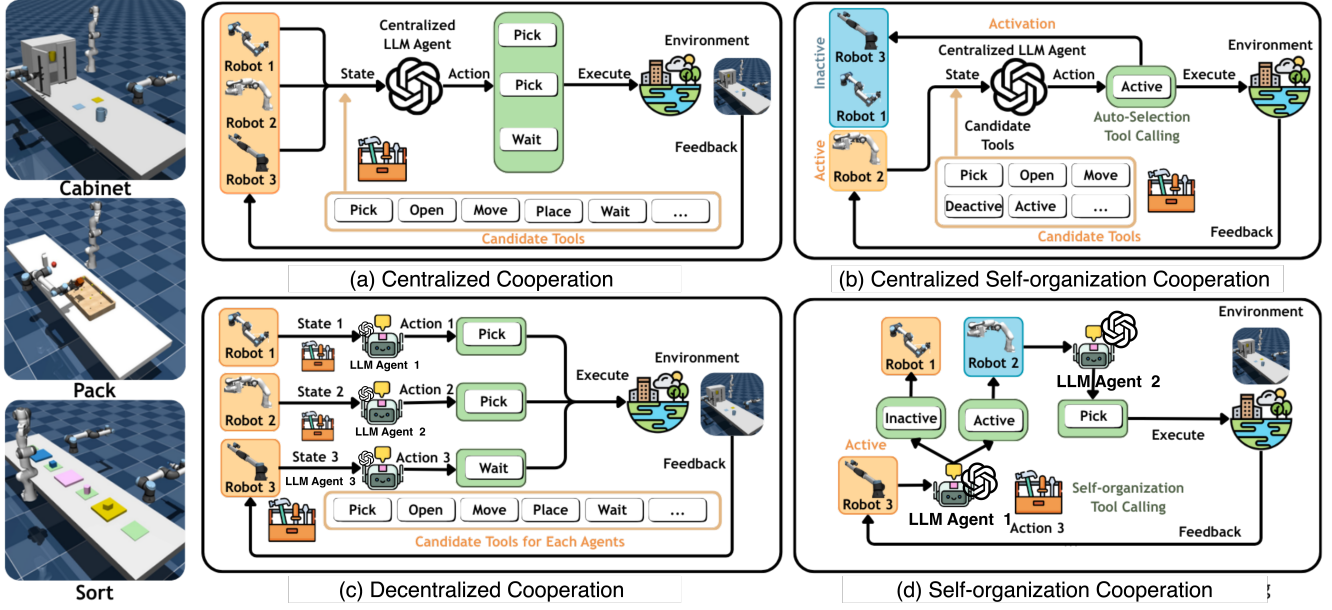 Cabinet
Pack
Sort
Robot 1
Robot 2
Robot 3
Centralized
LLM Agent
State
Action
Pick
Pick
Wait
Execute
Environment
Feedback
Pick
Open
Move
Place
Wait
...
Candidate Tools
(a) Centralized Cooperation
Inactive
Active
Robot 3
Robot 1
Robot 2
Activation
Centralized LLM Agent
State
Action
Active
Execute
Environment
Auto-Selection
Tool Calling
Candidate
Tools
Pick
Open
Move
Deactive
Active
...
Candidate Tools
Feedback
(b) Centralized Self-organization Cooperation
Robot 1
State 1
LLM Agent 1
Action 1
Pick
Robot 2
State 2
LLM Agent 2
Action 2
Pick
Robot 3
State 3
LLM Agent 3
Action 3
Wait
Execute
Environment
Feedback
Pick
Open
Move
Place
Wait
...
Candidate Tools for Each Agents
(c) Decentralized Cooperation
Robot 1
Robot 2
LLM Agent 2
Environment
Inactive
Active
Pick
Execute
Active
Robot 3
LLM Agent 1
Action 3
Self-organization
Tool Calling
Feedback
(d) Self-organization Cooperation